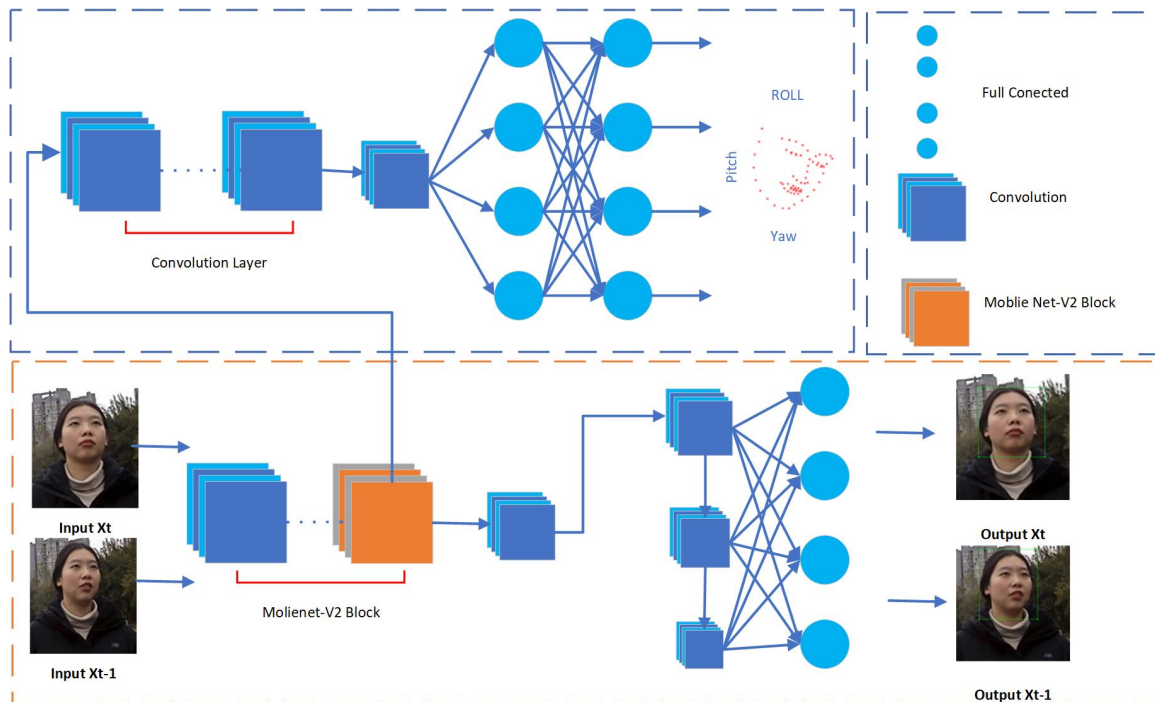 ROLL
Pitch
Yaw
Convolution Layer
Full Conected
Convolution
Moblie Net-V2 Block
Input Xt
Input Xt-1
Molienet-V2 Block
Output Xt
Output Xt-1